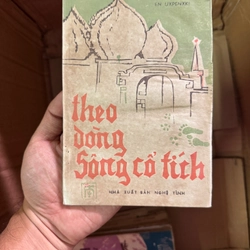 theo
dòng
sông cổ tích
NHÀ XUẤT BẢN NGHỆ TĨNH